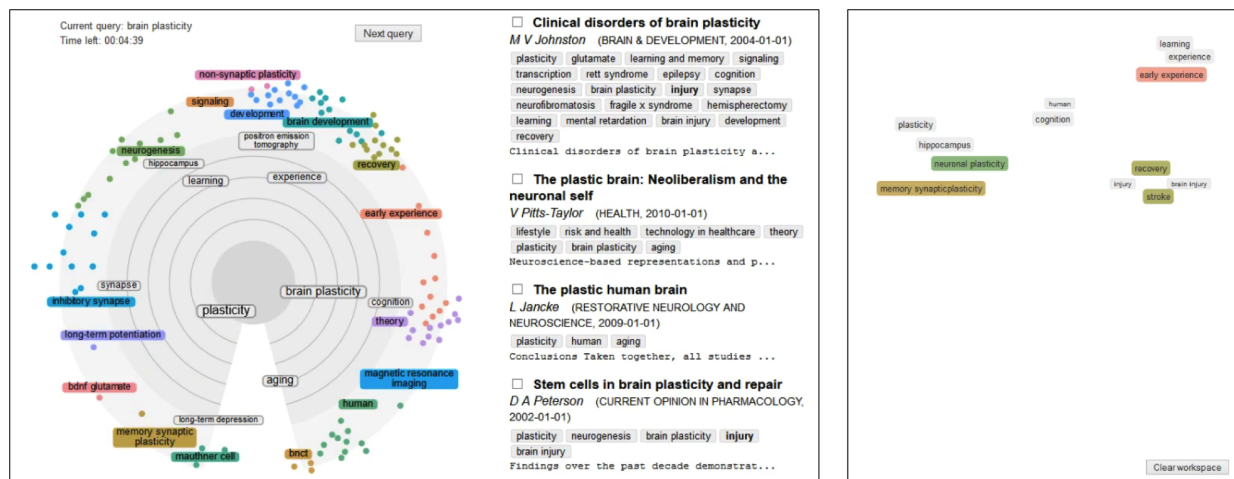 Current query: brain plasticity
Time left: 00:04:39
Next query
non-synaptic plasticity
signaling
development
brain development
positron emission
tomography
neurogenesis
hippocampus
recovery
learning
experience
early experience
synapse
brain plasticity
inhibitory synapse
cognition
plasticity
theory
long-term potentiation
magnetic resonance
imaging
aging
bdnf glutamate
human
long-term depression
memory synaptic
plasticity
mauthner cell
bnct
Clinical disorders of brain plasticity
M V Johnston (BRAIN & DEVELOPMENT, 2004-01-01)
plasticity glutamate learning and memory signaling
transcription rett syndrome epilepsy cognition
neurogenesis brain plasticity injury synapse
neurofibromatosis fragile x syndrome hemispherectomy
learning mental retardation brain injury development
recovery
Clinical disorders of brain plasticity a...
The plastic brain: Neoliberalism and the
neuronal self
V Pitts-Taylor (HEALTH, 2010-01-01)
lifestyle risk and health technology in healthcare theory
plasticity brain plasticity aging
Neuroscience-based representations and p...
The plastic human brain
L Jancke (RESTORATIVE NEUROLOGY AND
NEUROSCIENCE, 2009-01-01)
plasticity human aging
Conclusions Taken together, all studies ...
Stem cells in brain plasticity and repair
D A Peterson (CURRENT OPINION IN PHARMACOLOGY,
2002-01-01)
plasticity neurogenesis brain plasticity injury
brain injury
Findings over the past decade demonstrat...
learning
experience
early experience
human
cognition
plasticity
hippocampus
neuronal plasticity
recovery
memory synapticplasticity
injury brain injury
stroke
Clear workspace